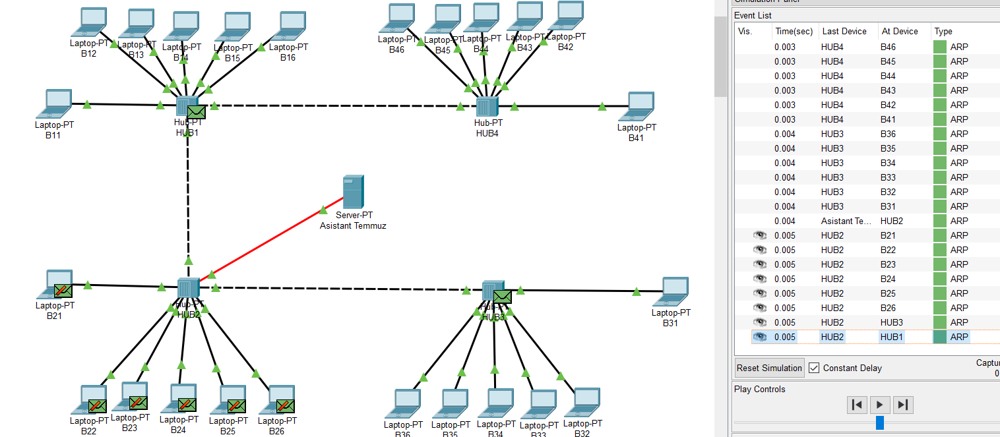 Laptop-PT
B12
Laptop-PT
B13
Laptop-PT
B14
Laptop-PT
B15
Laptop-PT
B16
Laptop-PT
B46
Laptop-PT
B45
Laptop-PT
B44
Laptop-PT
B43
Laptop-PT
B42
Laptop-PT
B11
Hub-PT
HUB1
Hub-PT
HUB4
Laptop-PT
B41
Server-PT
Asistant Temmuz
Laptop-PT
B21
Hub-PT
HUB2
Hub-PT
HUB3
Laptop-PT
B31
Laptop-PT
B22
Laptop-PT
B23
Laptop-PT
B24
Laptop-PT
B25
Laptop-PT
B26
Laptop-PT
B36
Laptop-PT
B35
Laptop-PT
B34
Laptop-PT
B33
Laptop-PT
B32
Simulation Panel
Event List
Vis. Time(sec) Last Device At Device Type
0.003 HUB4 B46 ARP
0.003 HUB4 B45 ARP
0.003 HUB4 B44 ARP
0.003 HUB4 B43 ARP
0.003 HUB4 B42 ARP
0.003 HUB4 B41 ARP
0.004 HUB3 B36 ARP
0.004 HUB3 B35 ARP
0.004 HUB3 B34 ARP
0.004 HUB3 B33 ARP
0.004 HUB3 B32 ARP
0.004 HUB3 B31 ARP
0.004 Asistant Te... HUB2 ARP
0.005 HUB2 B21 ARP
0.005 HUB2 B22 ARP
0.005 HUB2 B23 ARP
0.005 HUB2 B24 ARP
0.005 HUB2 B25 ARP
0.005 HUB2 B26 ARP
0.005 HUB2 HUB3 ARP
0.005 HUB2 HUB1 ARP
Reset Simulation Constant Delay Captu
0
Play Controls